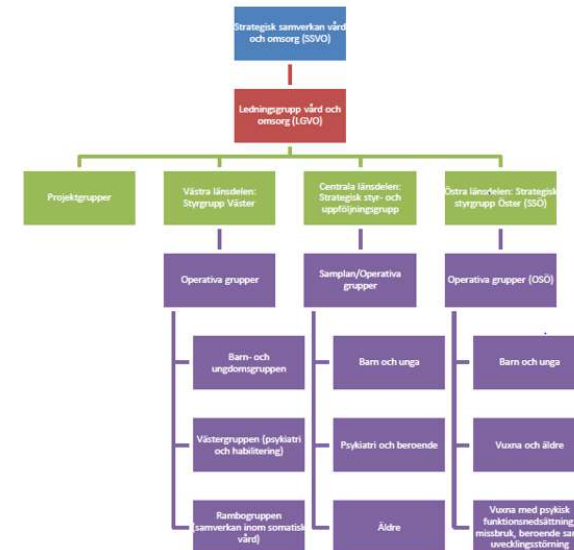 Strategisk samverkan vård
och omsorg (SSVO)
Ledningsgrupp vård och
omsorg (LGVO)
Projektgrupper
Västra länsdelen:
Styrgrupp Väster
Centrala länsdelen:
Strategisk styr- och
uppföljningsgrupp
Östra länsdelen: Strategisk
styrgrupp Öster (SSÖ)
Operativa grupper
Samplan/Operativa
grupper
Operativa grupper (OSÖ)
Barn- och
ungdomsgruppen
Barn och unga
Barn och unga
Västergruppen (psykiatri
och habilitering)
Psykiatri och beroende
Vuxna och äldre
Rambogruppen
(samverkan inom somatisk
vård)
Äldre
Vuxna med psykisk
funktionsnedsättning,
missbruk, beroende sam
uvecklingsstörning